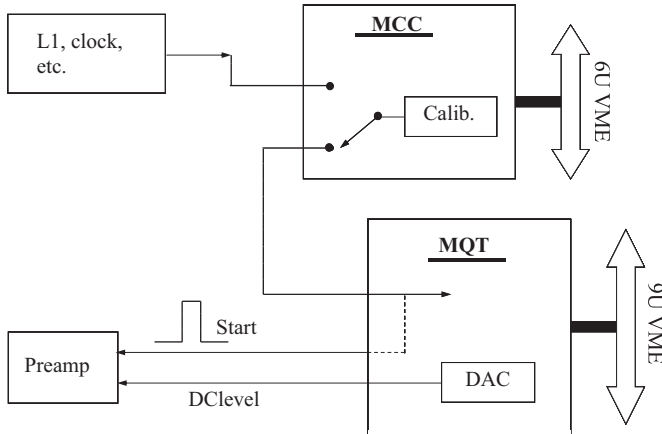 L1, clock,
etc.
MCC
Calib.
6U VME
MQT
9U VME
Start
Preamp
DAC
DClevel